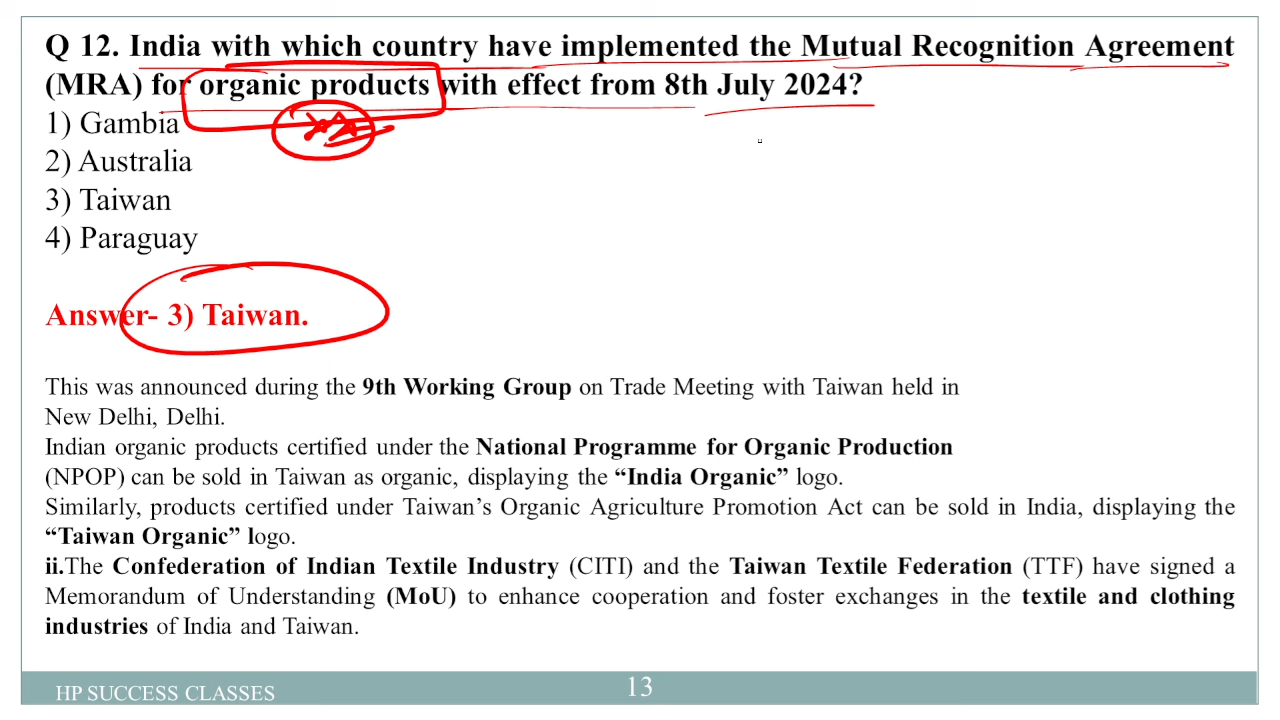 Q 12. India with which country have implemented the Mutual Recognition Agreement
(MRA) for organic products with effect from 8th July 2024?
1) Gambia
2) Australia
3) Taiwan
4) Paraguay
Answer- 3) Taiwan.
This was announced during the 9th Working Group on Trade Meeting with Taiwan held in
New Delhi, Delhi.
Indian organic products certified under the National Programme for Organic Production
(NPOP) can be sold in Taiwan as organic, displaying the “India Organic” logo.
Similarly, products certified under Taiwan’s Organic Agriculture Promotion Act can be sold in India, displaying the
“Taiwan Organic” logo.
ii.The Confederation of Indian Textile Industry (CITI) and the Taiwan Textile Federation (TTF) have signed a
Memorandum of Understanding (MoU) to enhance cooperation and foster exchanges in the textile and clothing
industries of India and Taiwan.
HP SUCCESS CLASSES
13